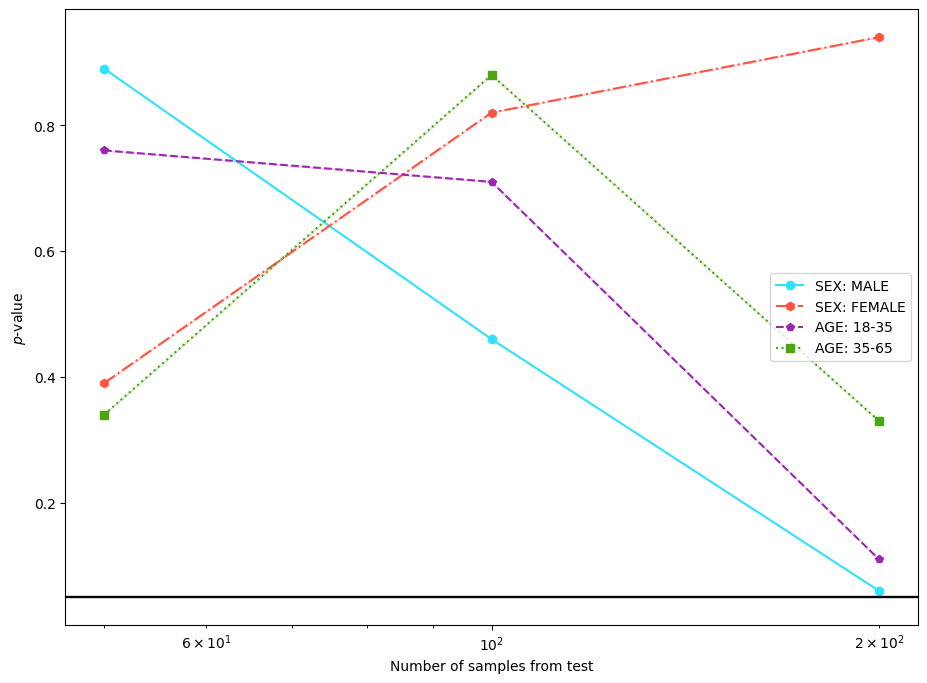 p-value
0.8
0.6
0.4
0.2
SEX: MALE
SEX: FEMALE
AGE: 18-35
AGE: 35-65
6 × 10¹
10²
2 × 10²
Number of samples from test